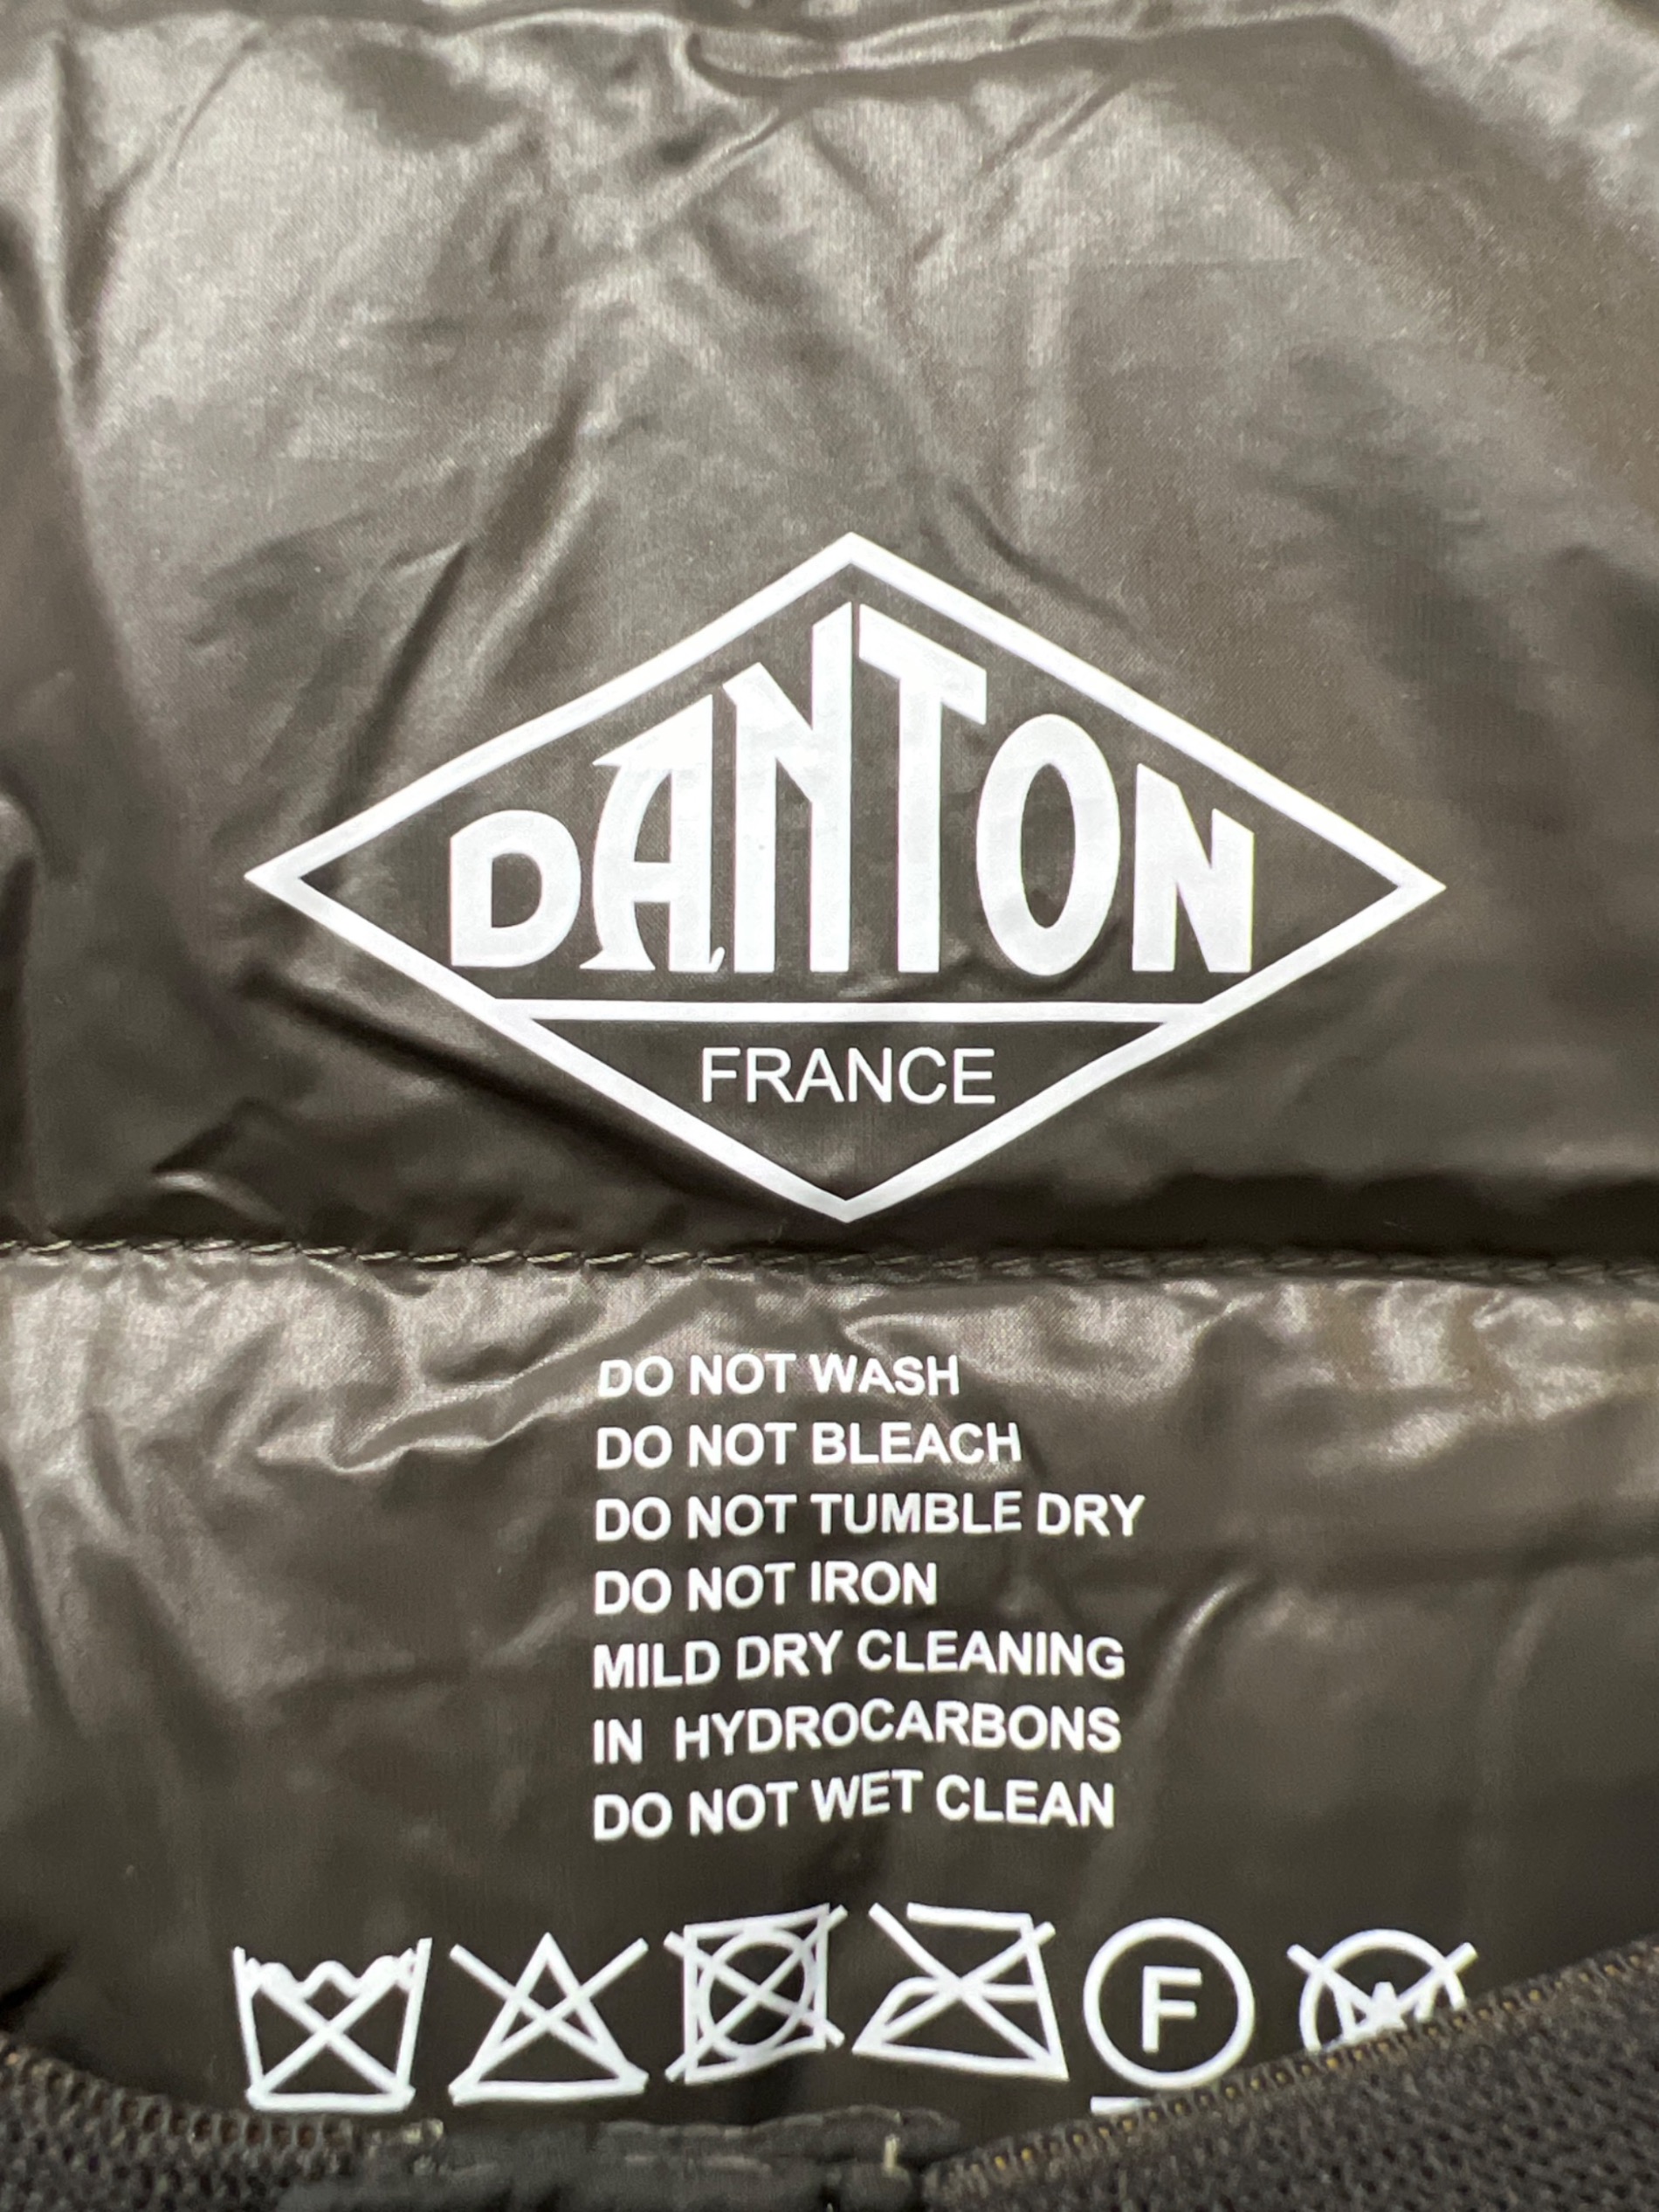 DANTON
FRANCE
DO NOT WASH
DO NOT BLEACH
DO NOT TUMBLE DRY
DO NOT IRON
MILD DRY CLEANING
IN HYDROCARBONS
DO NOT WET CLEAN
F W